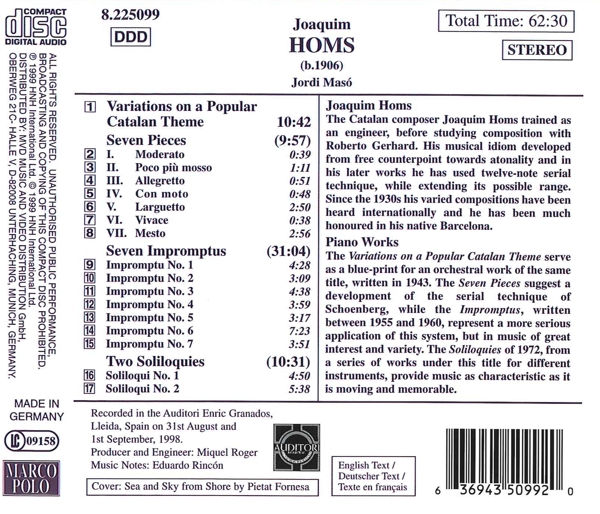 COMPACT
disc
DIGITAL AUDIO
8.225099
DDD
Joaquim
HOMS
(b.1906)
Jordi Masó
Total Time: 62:30
STEREO
ALL RIGHTS RESERVED. UNAUTHORISED PUBLIC PERFORMANCE,
BROADCASTING AND COPYING OF THIS COMPACT DISC PROHIBITED.
℗ 1999 HNH International Ltd. © 1999 HNH International Ltd.
DISTRIBUTED BY: MVD MUSIC AND VIDEO DISTRIBUTION GmbH,
OBERWEG 21C- HALLE V, D-82008 UNTERHACHING, MUNICH, GERMANY.
1 Variations on a Popular
Catalan Theme 10:42
Seven Pieces (9:57)
2 I. Moderato 0:39
3 II. Poco più mosso 1:11
4 III. Allegretto 0:51
5 IV. Con moto 0:48
6 V. Larguetto 2:50
7 VI. Vivace 0:38
8 VII. Mesto 2:56
Seven Impromptus (31:04)
9 Impromptu No. 1 4:28
10 Impromptu No. 2 3:09
11 Impromptu No. 3 4:38
12 Impromptu No. 4 3:59
13 Impromptu No. 5 3:17
14 Impromptu No. 6 7:23
15 Impromptu No. 7 3:51
Two Soliloquies (10:31)
16 Soliloqui No. 1 4:50
17 Soliloqui No. 2 5:38
Joaquim Homs
The Catalan composer Joaquim Homs trained as
an engineer, before studying composition with
Roberto Gerhard. His musical idiom developed
from free counterpoint towards atonality and in
his later works he has used twelve-note serial
technique, while extending its possible range.
Since the 1930s his varied compositions have been
heard internationally and he has been much
honoured in his native Barcelona.
Piano Works
The Variations on a Popular Catalan Theme serve
as a blue-print for an orchestral work of the same
title, written in 1943. The Seven Pieces suggest a
development of the serial technique of
Schoenberg, while the Impromptus, written
between 1955 and 1960, represent a more serious
application of this system, but in music of great
interest and variety. The Soliloquies of 1972, from
a series of works under this title for different
instruments, provide music as characteristic as it
is moving and memorable.
MADE IN
GERMANY
LC 09158
MARCO
POLO
Recorded in the Auditori Enric Granados,
Lleida, Spain on 31st August and
1st September, 1998.
Producer and Engineer: Miquel Roger
Music Notes: Eduardo Rincón
Cover: Sea and Sky from Shore by Pietat Fornesa
AUDITORI
English Text /
Deutscher Text /
Texte en français
6 36943 50992 0